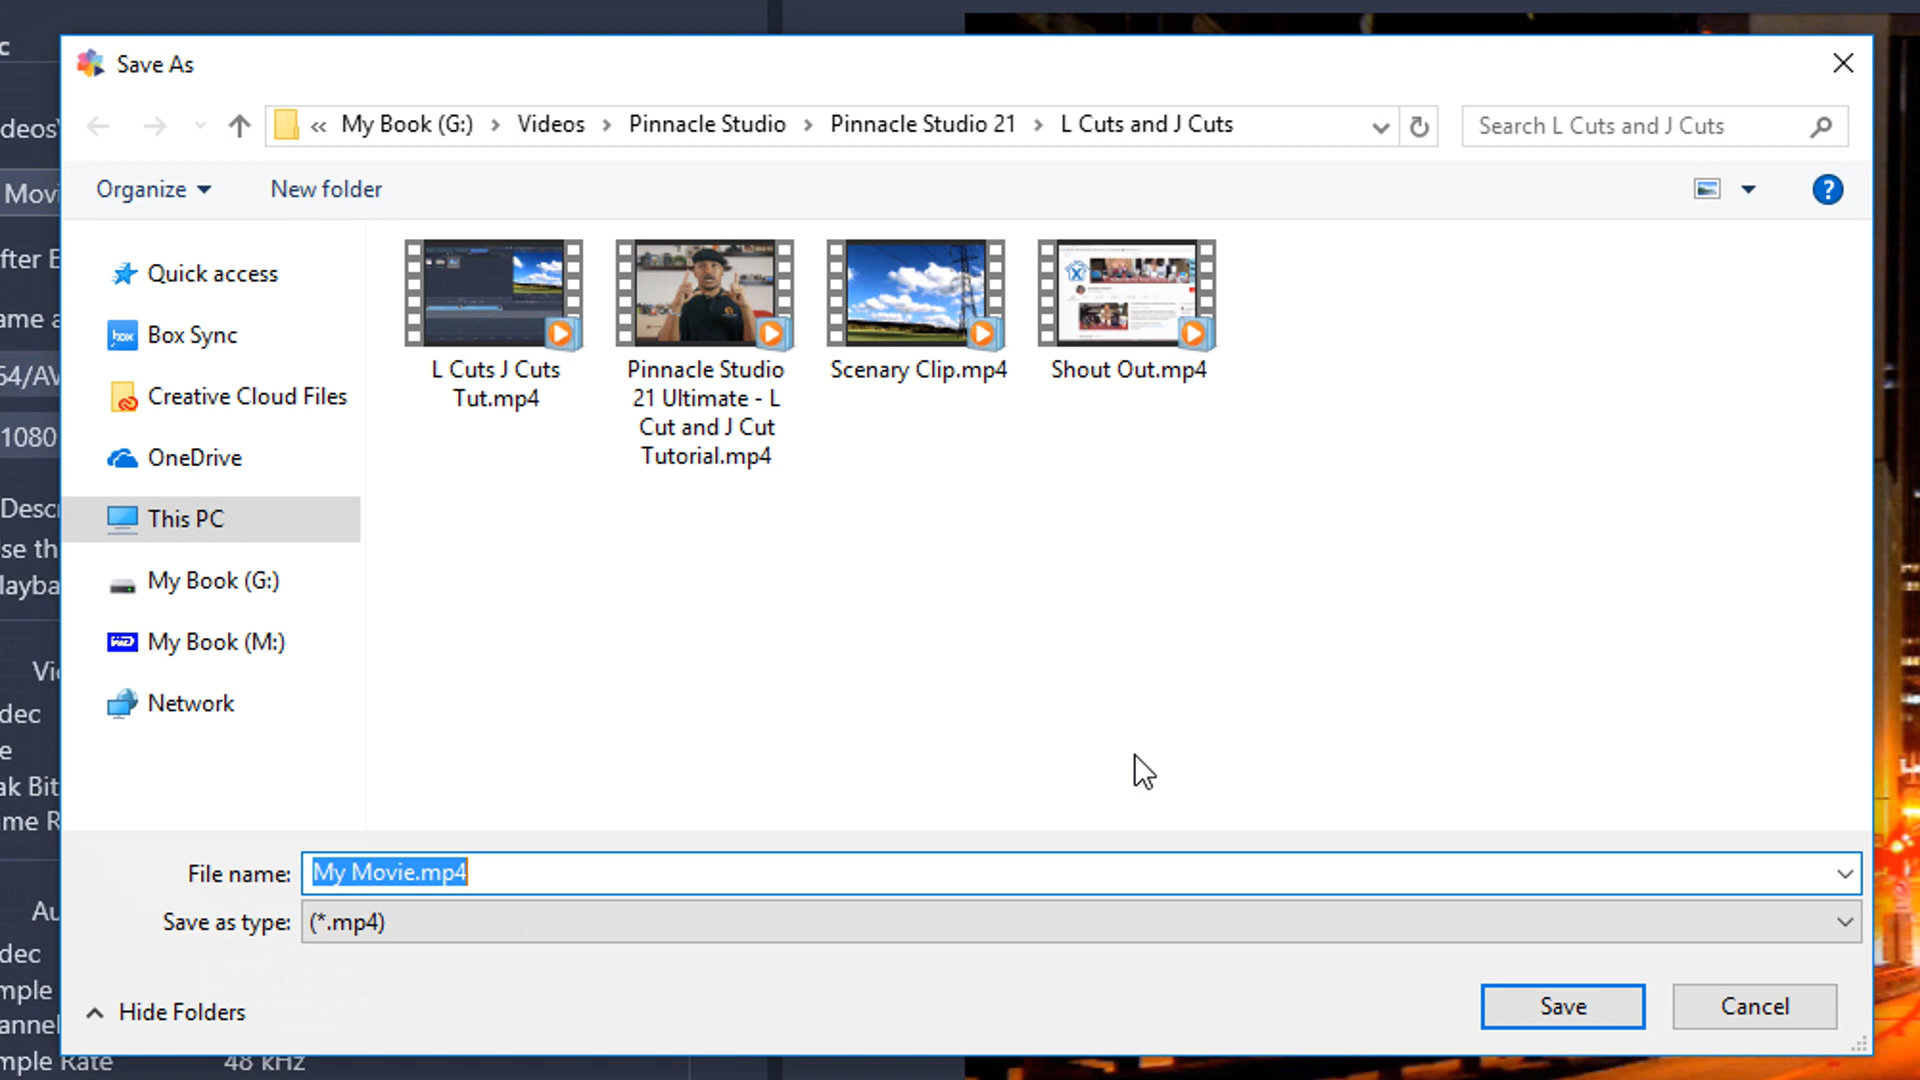 Save As
« My Book (G:) › Videos › Pinnacle Studio › Pinnacle Studio 21 › L Cuts and J Cuts
Search L Cuts and J Cuts
Organize
New folder
?
Quick access
Box Sync
Creative Cloud Files
OneDrive
This PC
My Book (G:)
My Book (M:)
Network
L Cuts J Cuts
Tut.mp4
Pinnacle Studio
21 Ultimate - L
Cut and J Cut
Tutorial.mp4
Scenary Clip.mp4
Shout Out.mp4
File name: My Movie.mp4
Save as type: (*.mp4)
Hide Folders
Save
Cancel
48 kHz